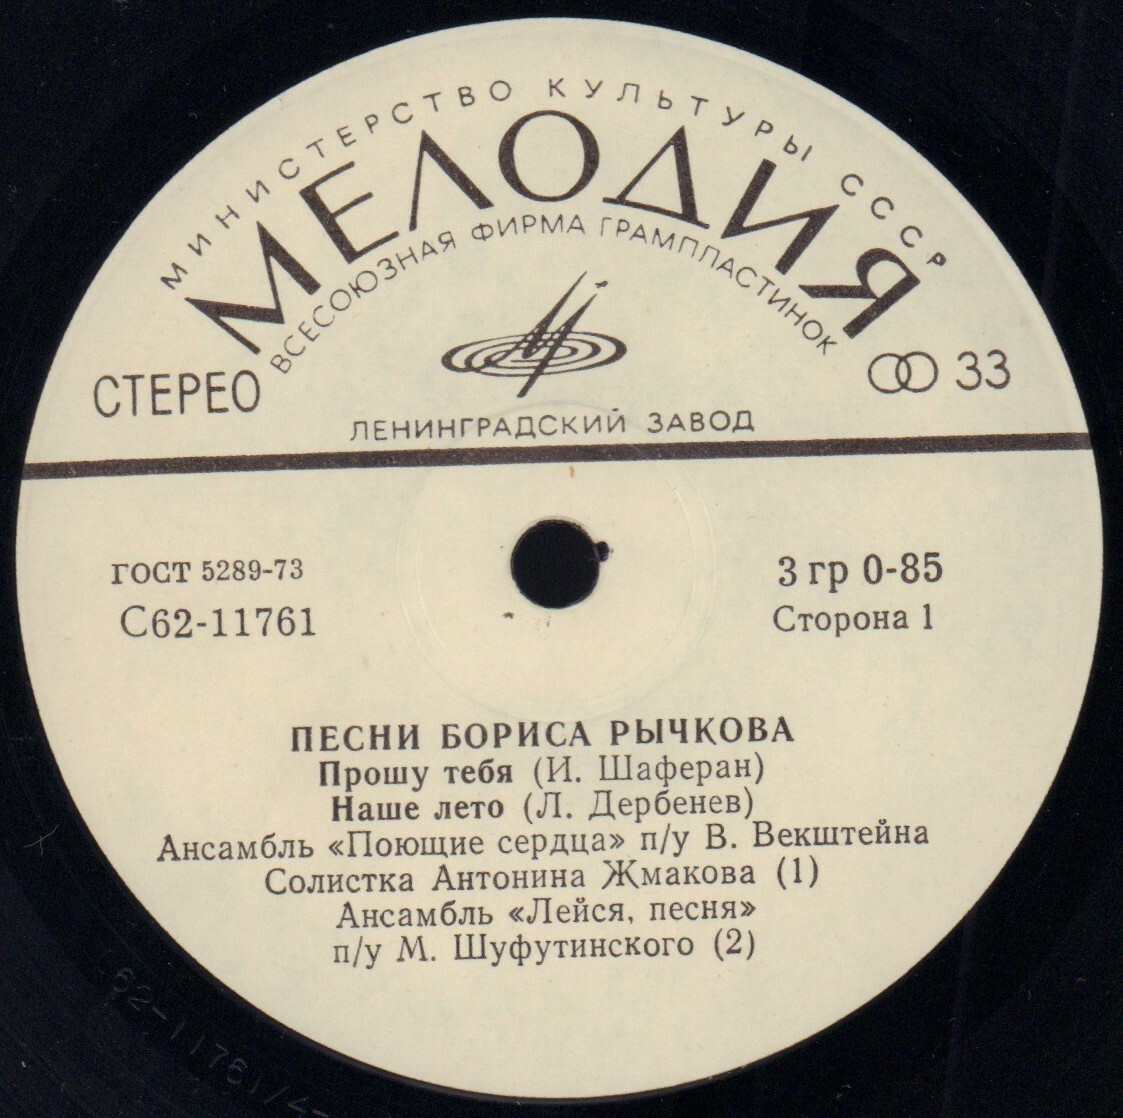 МИНИСТЕРСТВО КУЛЬТУРЫ СССР
МЕЛОДИЯ
ВСЕСОЮЗНАЯ ФИРМА ГРАМПЛАСТИНОК
СТЕРЕО
33
ЛЕНИНГРАДСКИЙ ЗАВОД
ГОСТ 5289-73
3 гр 0-85
С62-11761
Сторона 1
ПЕСНИ БОРИСА РЫЧКОВА
Прошу тебя (И. Шаферан)
Наше лето (Л. Дербенев)
Ансамбль «Поющие сердца» п/у В. Векштейна
Солистка Антонина Жмакова (1)
Ансамбль «Лейся, песня»
п/у М. Шуфутинского (2)